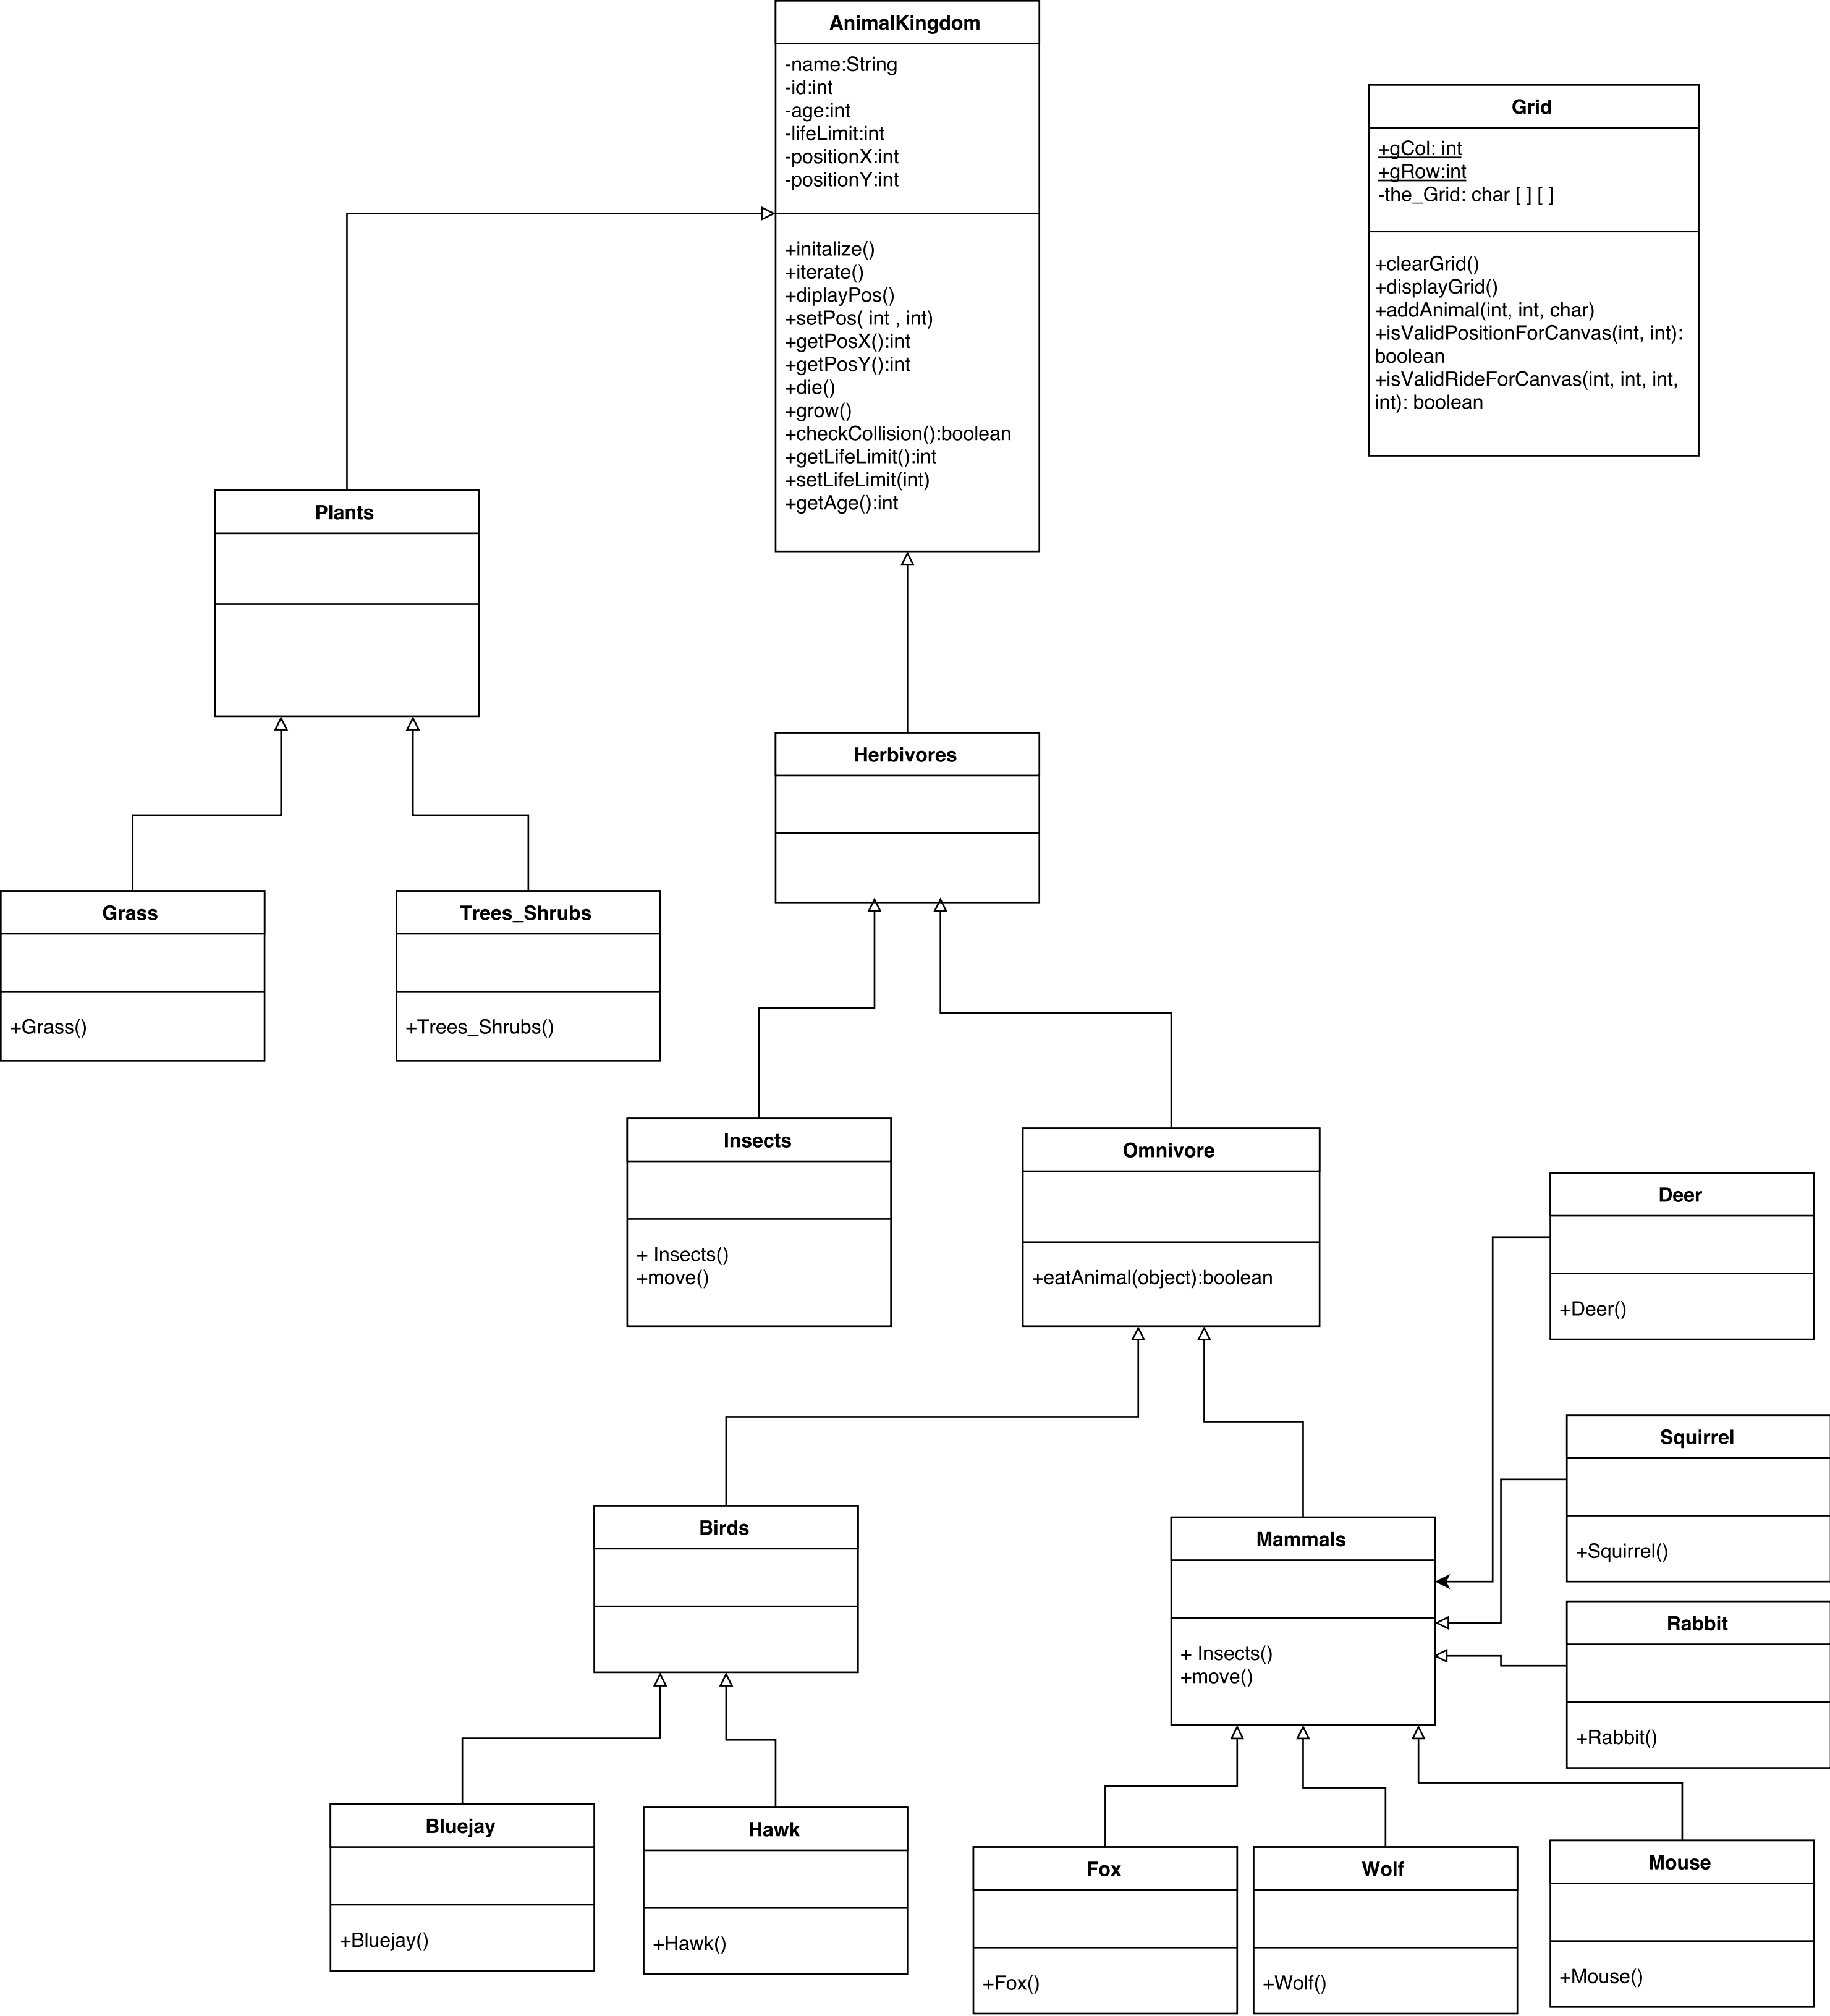 AnimalKingdom
-name:String
-id:int
-age:int
-lifeLimit:int
-positionX:int
-positionY:int
+initalize()
+iterate()
+diplayPos()
+setPos( int , int)
+getPosX():int
+getPosY():int
+die()
+grow()
+checkCollision():boolean
+getLifeLimit():int
+setLifeLimit(int)
+getAge():int
Grid
+gCol: int
+gRow:int
-the_Grid: char [ ] [ ]
+clearGrid()
+displayGrid()
+addAnimal(int, int, char)
+isValidPositionForCanvas(int, int):
boolean
+isValidRideForCanvas(int, int, int,
int): boolean
Plants
Herbivores
Grass
+Grass()
Trees_Shrubs
+Trees_Shrubs()
Insects
+ Insects()
+move()
Omnivore
+eatAnimal(object):boolean
Deer
+Deer()
Squirrel
+Squirrel()
Birds
Mammals
+ Insects()
+move()
Rabbit
+Rabbit()
Bluejay
+Bluejay()
Hawk
+Hawk()
Fox
+Fox()
Wolf
+Wolf()
Mouse
+Mouse()